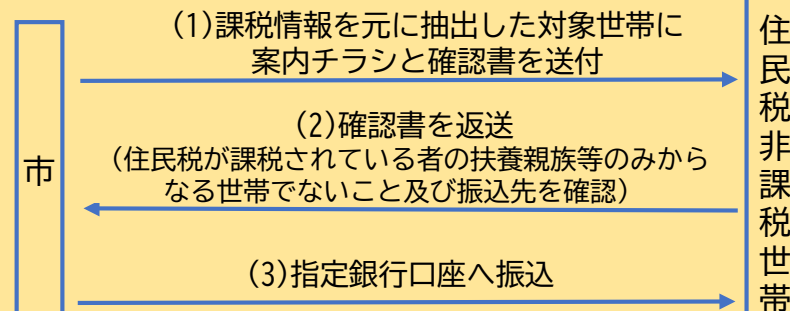 (1)課税情報を元に抽出した対象世帯に
案内チラシと確認書を送付
(2)確認書を返送
(住民税が課税されている者の扶養親族等のみから
なる世帯でないこと及び振込先を確認)
(3)指定銀行口座へ振込
市
住民税非課税世帯